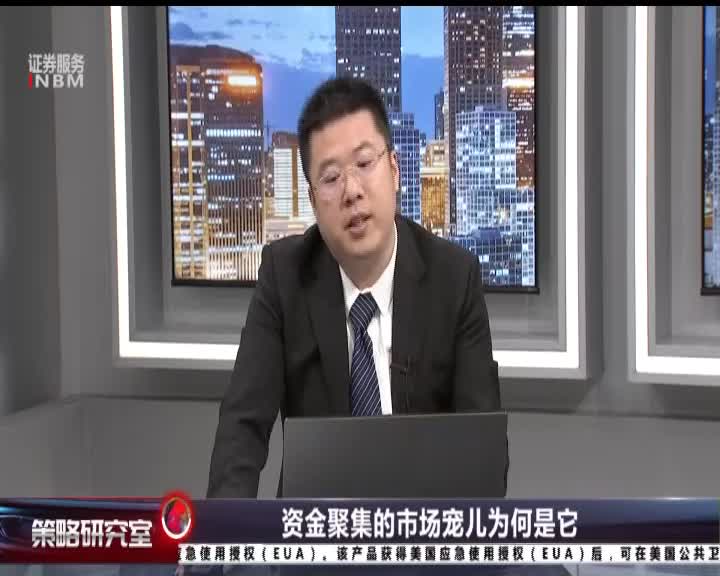 证券服务
INBM
资金聚集的市场宠儿为何是它
策略研究室
急使用授权(EUA)。该产品获得美国应急使用授权(EUA)后,可在美国公共卫